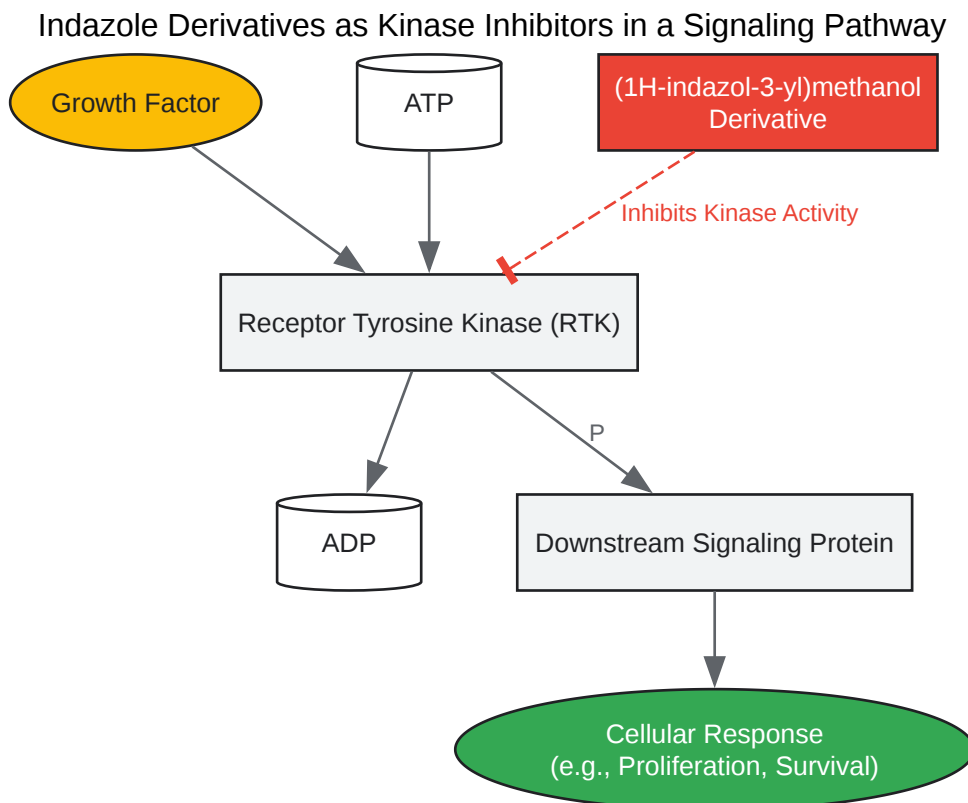 Indazole Derivatives as Kinase Inhibitors in a Signaling Pathway
Growth Factor
ATP
(1H-indazol-3-yl)methanol
Derivative
Inhibits Kinase Activity
Receptor Tyrosine Kinase (RTK)
P
ADP
Downstream Signaling Protein
Cellular Response
(e.g., Proliferation, Survival)